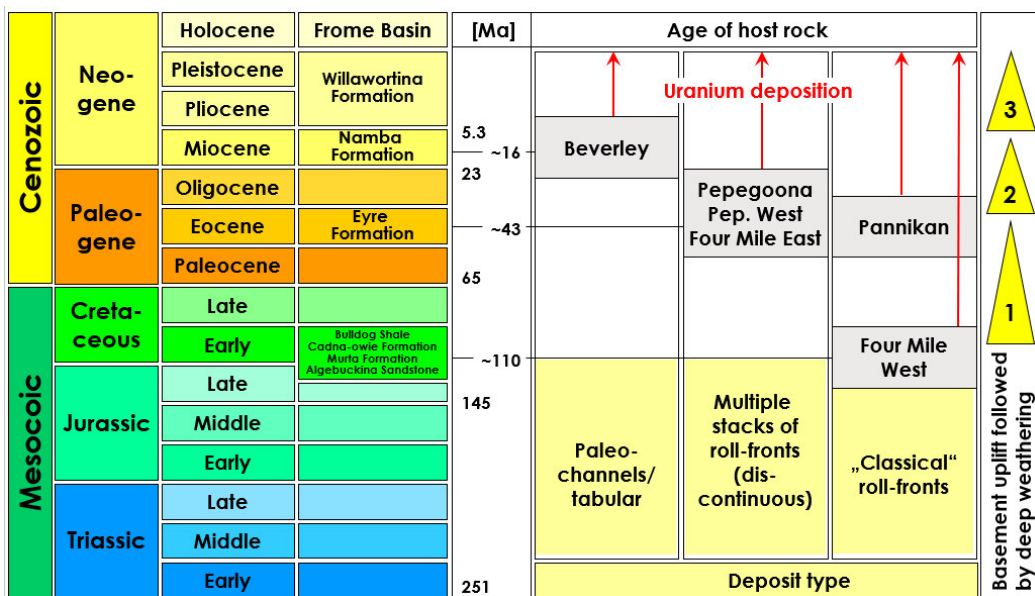 Holocene
Frome Basin
[Ma]
Age of host rock
Cenozoic
Neo-
gene
Pleistocene
Pliocene
Miocene
Willawortina
Formation
Namba
Formation
5.3
~16
23
Uranium deposition
Beverley
3
Paleo-
gene
Oligocene
Eocene
Paleocene
Eyre
Formation
~43
65
Pepegoona
Pep. West
Four Mile East
Pannikan
2
Mesocoic
Creta-
ceous
Late
Early
Bulldog Shale
Cadna-owie Formation
Murta Formation
Algebuckina Sandstone
~110
Four Mile
West
1
Jurassic
Late
Middle
Early
145
Paleo-
channels/
tabular
Multiple
stacks of
roll-fronts
(dis-
continuous)
„Classical“
roll-fronts
Triassic
Late
Middle
Early
251
Deposit type
Basement uplift followed
by deep weathering